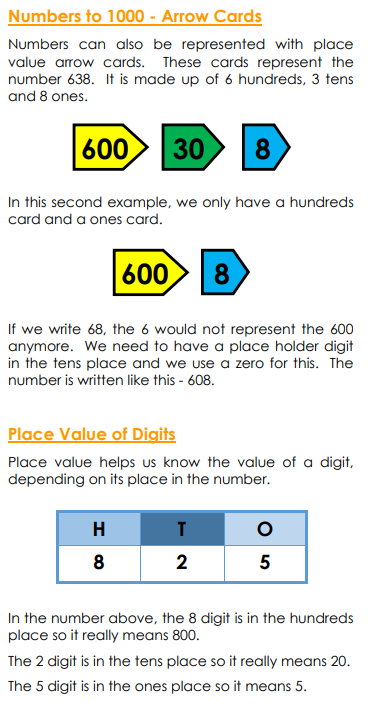 Numbers to 1000 - Arrow Cards
Numbers can also be represented with place
value arrow cards. These cards represent the
number 638. It is made up of 6 hundreds, 3 tens
and 8 ones.
600 30 8
In this second example, we only have a hundreds
card and a ones card.
600 8
If we write 68, the 6 would not represent the 600
anymore. We need to have a place holder digit
in the tens place and we use a zero for this. The
number is written like this - 608.
Place Value of Digits
Place value helps us know the value of a digit,
depending on its place in the number.
H T O
8 2 5
In the number above, the 8 digit is in the hundreds
place so it really means 800.
The 2 digit is in the tens place so it really means 20.
The 5 digit is in the ones place so it means 5.